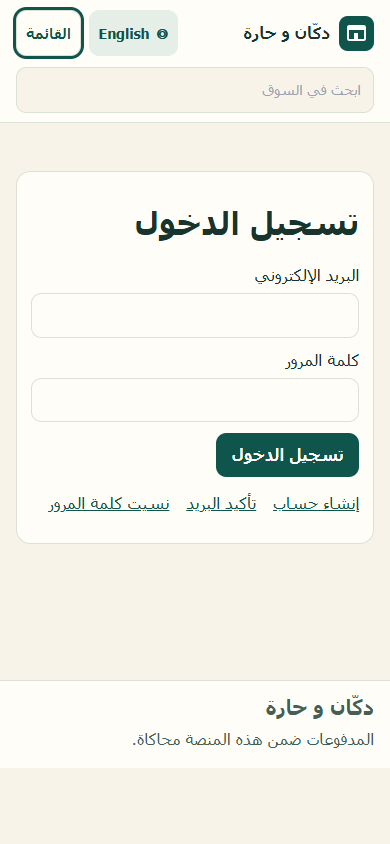 دكّان و حارة
English
القائمة
ابحث في السوق
تسجيل الدخول
البريد الإلكتروني
كلمة المرور
تسجيل الدخول
إنشاء حساب تأكيد البريد نسيت كلمة المرور
دكّان و حارة
المدفوعات ضمن هذه المنصة محاكاة.